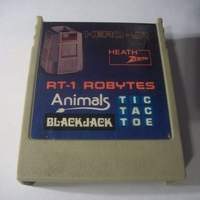 HERO-Jr
HEATH
Zenith
RT-1 ROBYTES
Animals
TIC
TAC
BLACKJACK
TOE